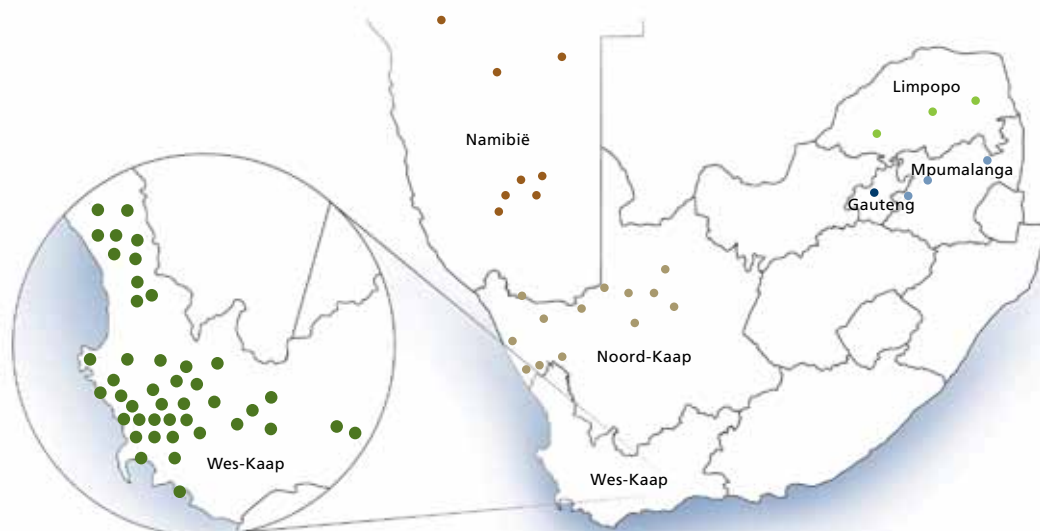 Limpopo
Namibië
Mpumalanga
Gauteng
Noord-Kaap
Wes-Kaap
Wes-Kaap